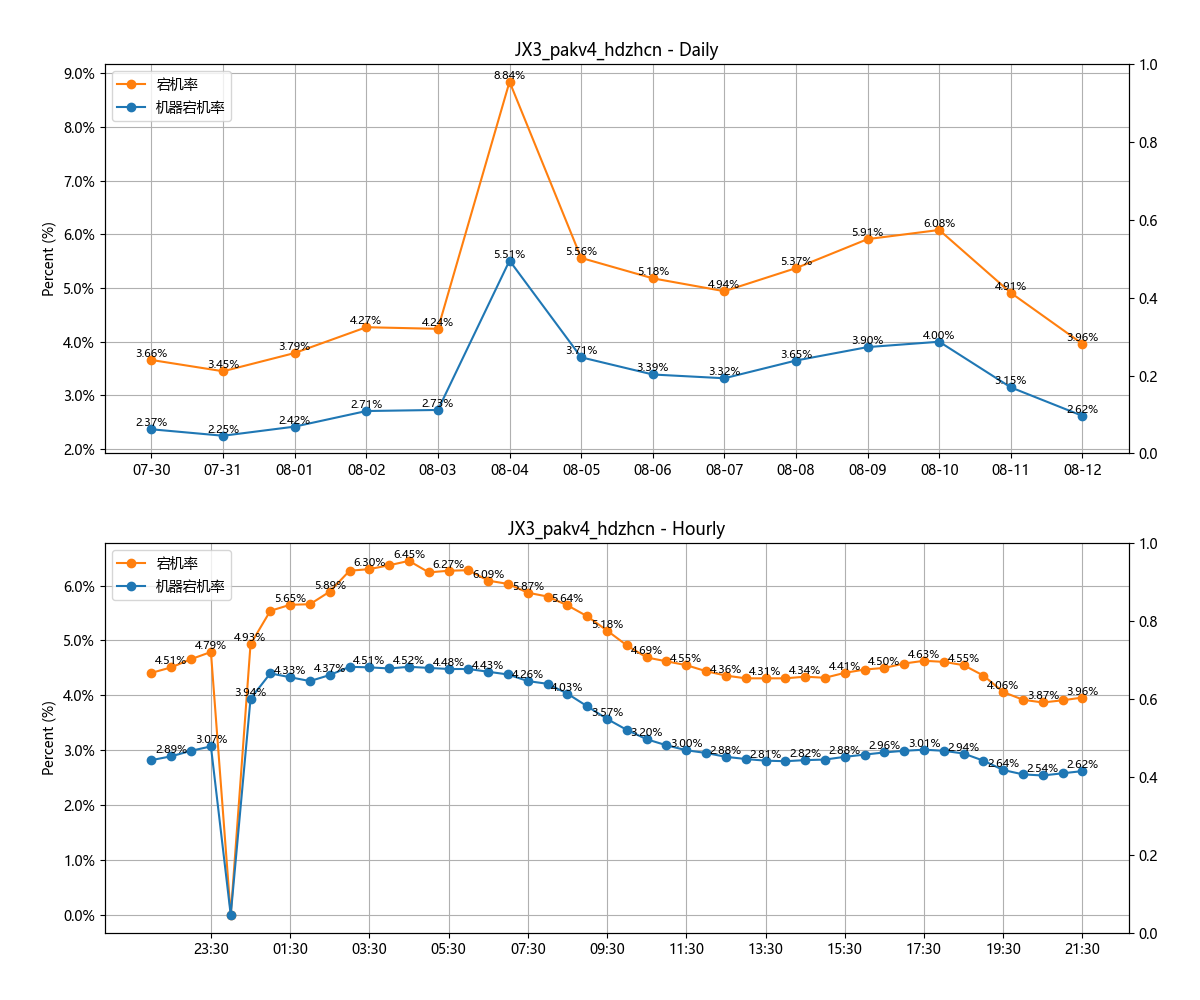 JX3_pakv4_hdzhcn - Daily
宕机率
机器宕机率
Percent (%)
9.0%
8.0%
7.0%
6.0%
5.0%
4.0%
3.0%
2.0%
1.0
0.8
0.6
0.4
0.2
0.0
3.66% 3.45% 3.79% 4.27% 4.24% 8.84% 5.56% 5.18% 4.94% 5.37% 5.91% 6.08% 4.91% 3.96%
2.37% 2.25% 2.42% 2.71% 2.73% 5.51% 3.71% 3.39% 3.32% 3.65% 3.90% 4.00% 3.15% 2.62%
07-30 07-31 08-01 08-02 08-03 08-04 08-05 08-06 08-07 08-08 08-09 08-10 08-11 08-12
JX3_pakv4_hdzhcn - Hourly
宕机率
机器宕机率
Percent (%)
6.0%
5.0%
4.0%
3.0%
2.0%
1.0%
0.0%
1.0
0.8
0.6
0.4
0.2
0.0
4.51% 4.79% 4.93% 5.65% 5.89% 6.30% 6.45% 6.27% 6.09% 5.87% 5.64% 5.18% 4.69% 4.55% 4.36% 4.31% 4.34% 4.41% 4.50% 4.63% 4.55% 4.06% 3.87% 3.96%
2.89% 3.07% 3.94% 4.33% 4.37% 4.51% 4.52% 4.48% 4.43% 4.26% 4.03% 3.57% 3.20% 3.00% 2.88% 2.81% 2.82% 2.88% 2.96% 3.01% 2.94% 2.64% 2.54% 2.62%
23:30 01:30 03:30 05:30 07:30 09:30 11:30 13:30 15:30 17:30 19:30 21:30